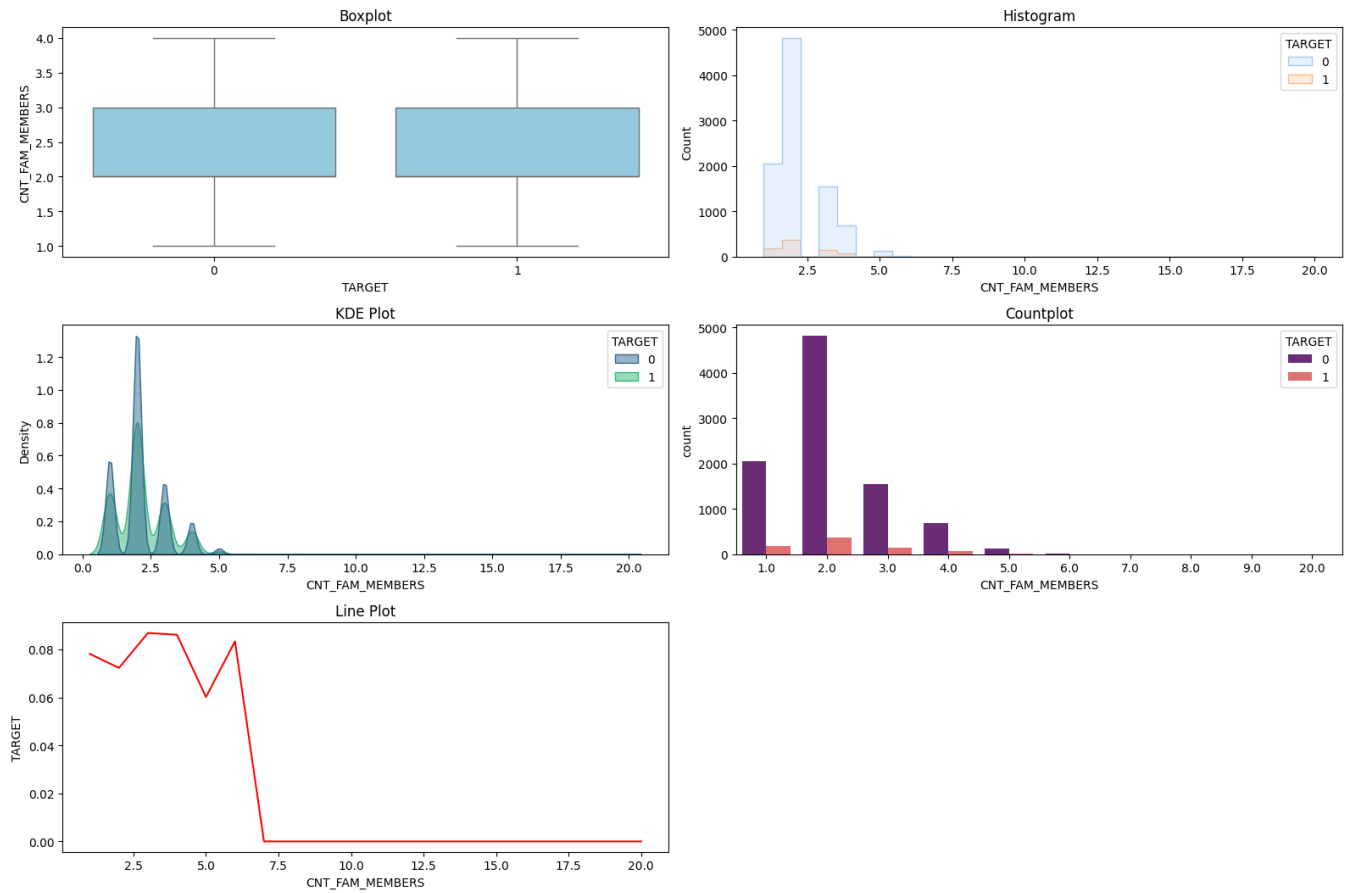 Boxplot
4.0
3.5
3.0
2.5
2.0
1.5
1.0
CNT_FAM_MEMBERS
0 1
TARGET
Histogram
5000
4000
3000
2000
1000
0
Count
TARGET
0
1
2.5 5.0 7.5 10.0 12.5 15.0 17.5 20.0
CNT_FAM_MEMBERS
KDE Plot
1.2
1.0
0.8
0.6
0.4
0.2
0.0
Density
TARGET
0
1
0.0 2.5 5.0 7.5 10.0 12.5 15.0 17.5 20.0
CNT_FAM_MEMBERS
Countplot
5000
4000
3000
2000
1000
0
count
TARGET
0
1
1.0 2.0 3.0 4.0 5.0 6.0 7.0 8.0 9.0 20.0
CNT_FAM_MEMBERS
Line Plot
0.08
0.06
0.04
0.02
0.00
TARGET
2.5 5.0 7.5 10.0 12.5 15.0 17.5 20.0
CNT_FAM_MEMBERS